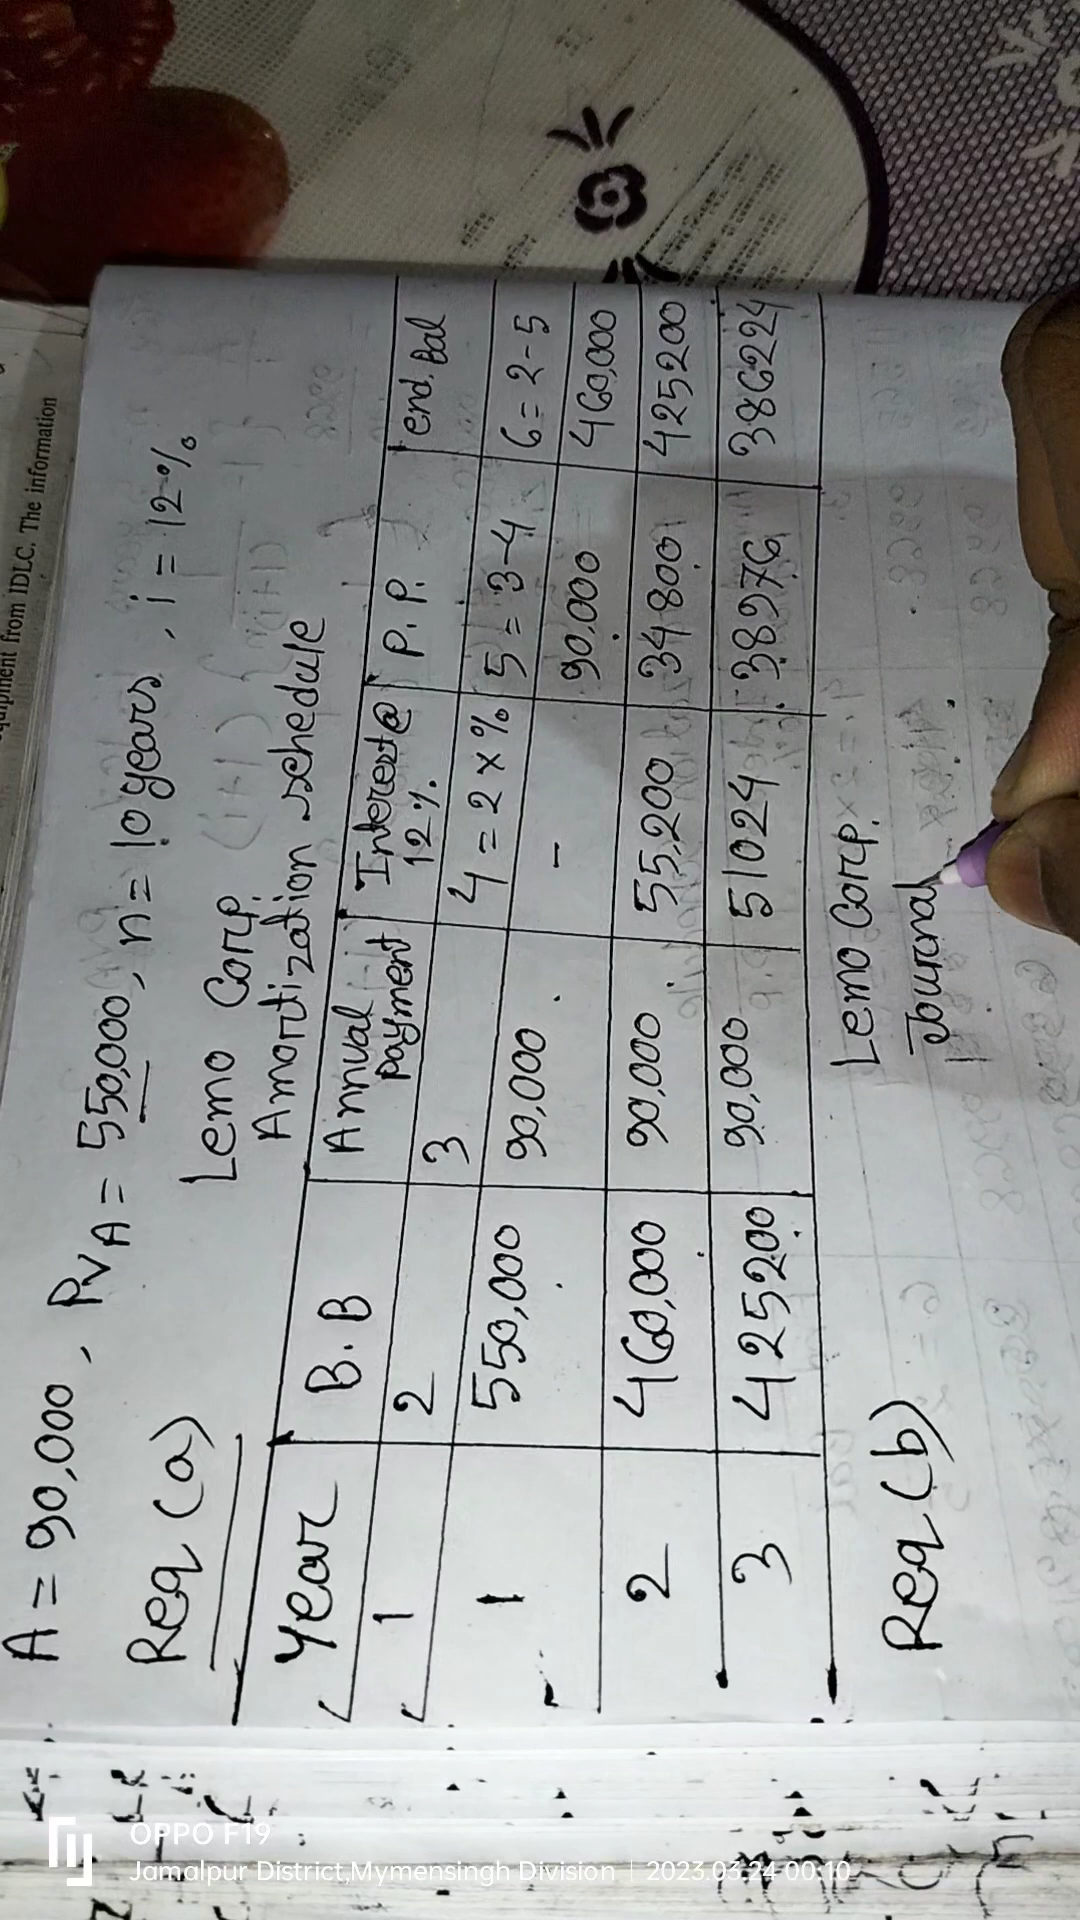 equipment from IDLC. The information
A = 90,000 , PVA = 550,000, n = 10 years , i = 12%
Req (a)
Lemo Corp.
Amortization schedule
Year B.B Annual payment Interest@ 12%. P.P. end. Bal
1 2 3 4 = 2 x % 5 = 3-4 6 = 2-5
1 550,000 90,000 - 90,000 460,000
2 460,000 90,000 55,200 34800 425200
3 425200 90,000 51024 38976 386224
Req (b)
Lemo Corp.
Journal
OPPO F19
Jamalpur District,Mymensingh Division | 2023.03.24 00:10